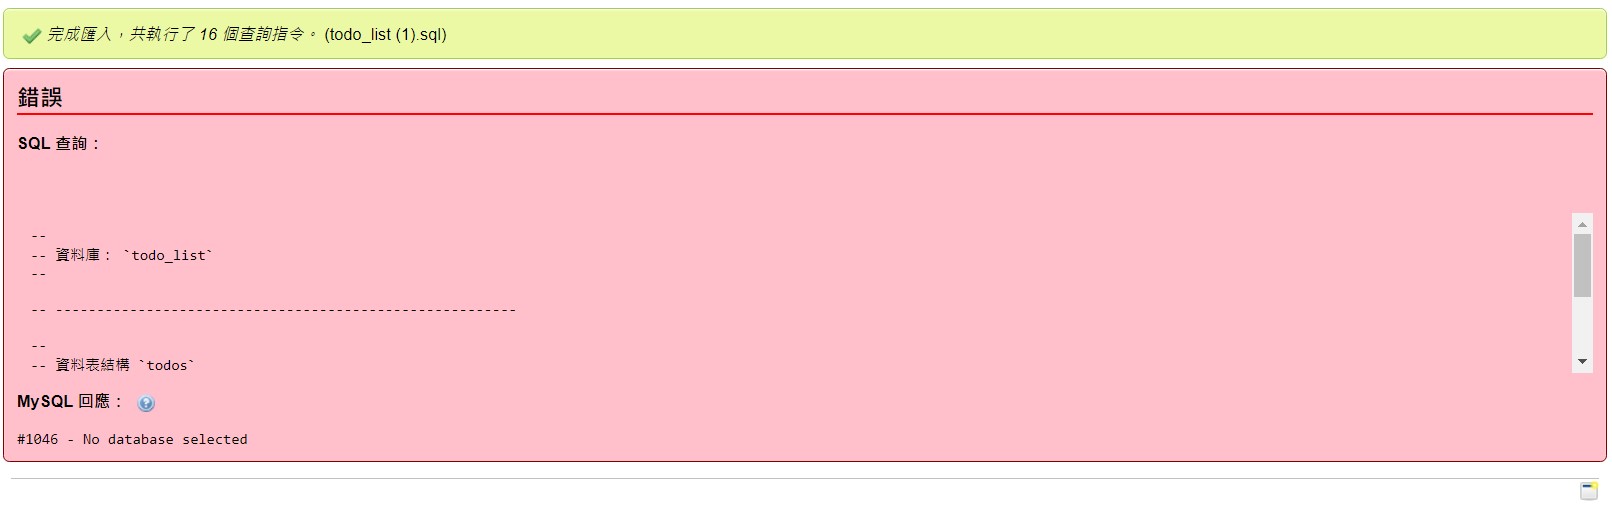 完成匯入，共執行了 16 個查詢指令。 (todo_list (1).sql)
錯誤
SQL 查詢：
--
-- 資料庫： `todo_list`
--
-- --------------------------------------------------------
--
-- 資料表結構 `todos`
MySQL 回應：
#1046 - No database selected